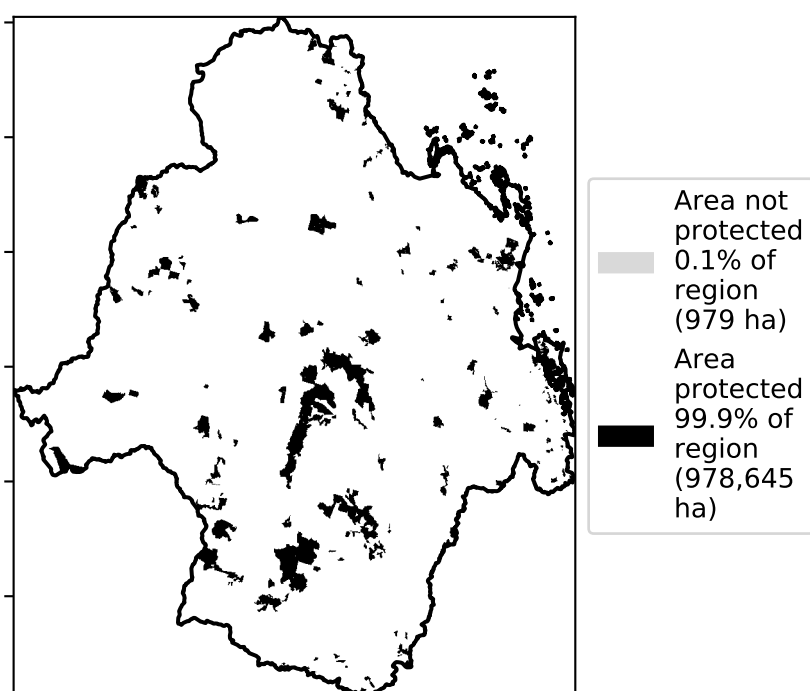 Area not
protected
0.1% of
region
(979 ha)
Area
protected
99.9% of
region
(978,645
ha)